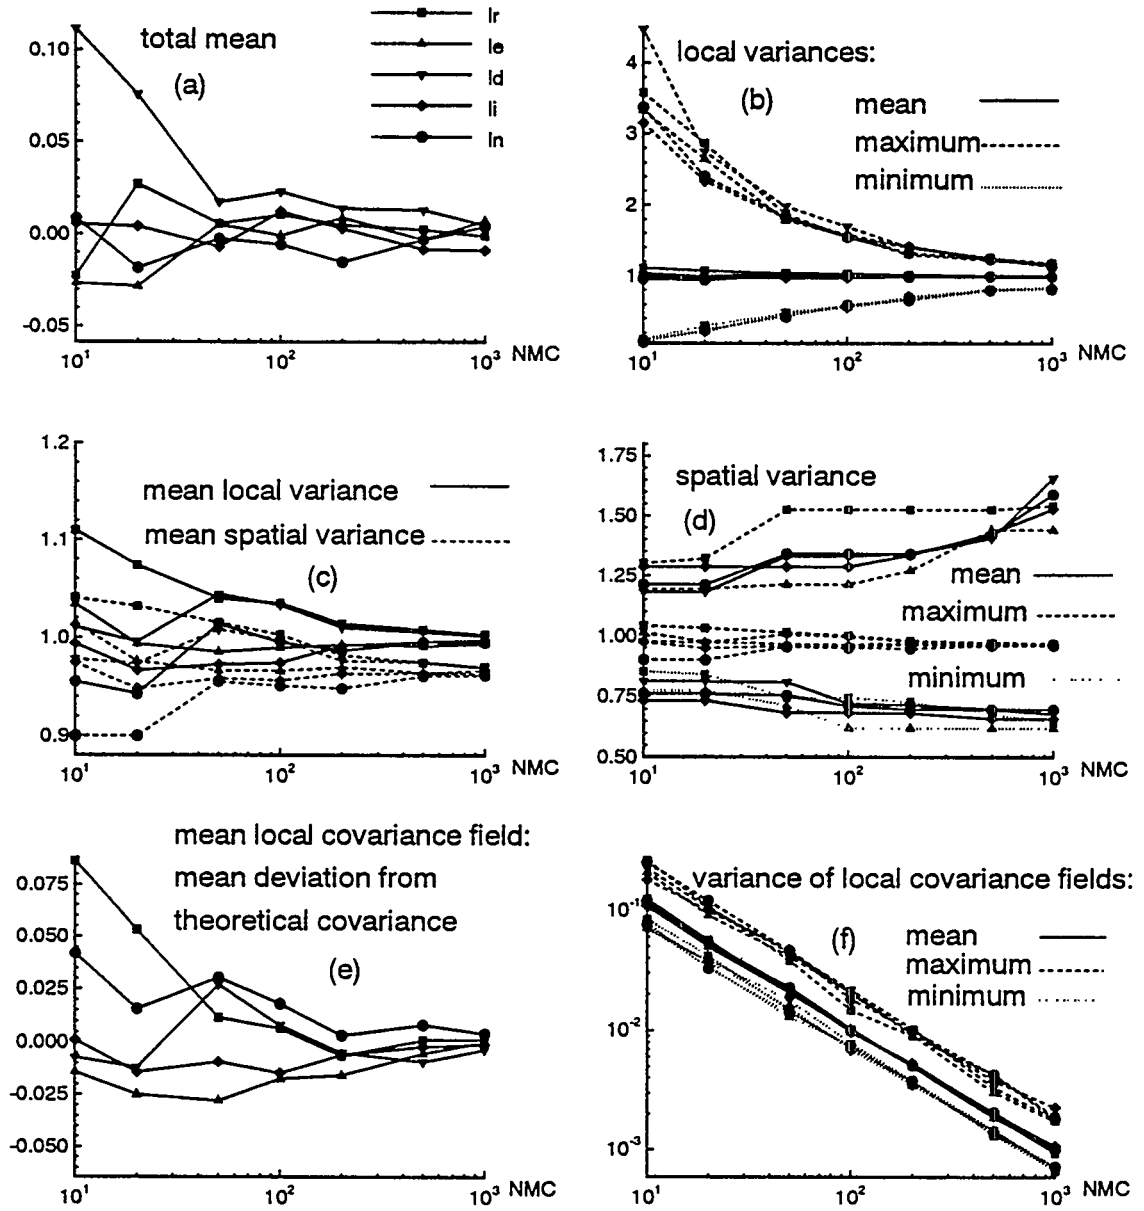 total mean
(a)
Ir
Ie
Id
Ii
In
0.10
0.05
0.00
-0.05
10¹
10²
10³
NMC
local variances:
(b)
mean
maximum
minimum
4
3
2
1
10¹
10²
10³
NMC
1.2
1.1
1.0
0.9
mean local variance
mean spatial variance
(c)
10¹
10²
10³
NMC
1.75
1.50
1.25
1.00
0.75
0.50
spatial variance
(d)
mean
maximum
minimum
10¹
10²
10³
NMC
mean local covariance field:
mean deviation from
theoretical covariance
(e)
0.075
0.050
0.025
0.000
-0.025
-0.050
10¹
10²
10³
NMC
variance of local covariance fields:
(f)
mean
maximum
minimum
10⁻¹
10⁻²
10⁻³
10¹
10²
10³
NMC